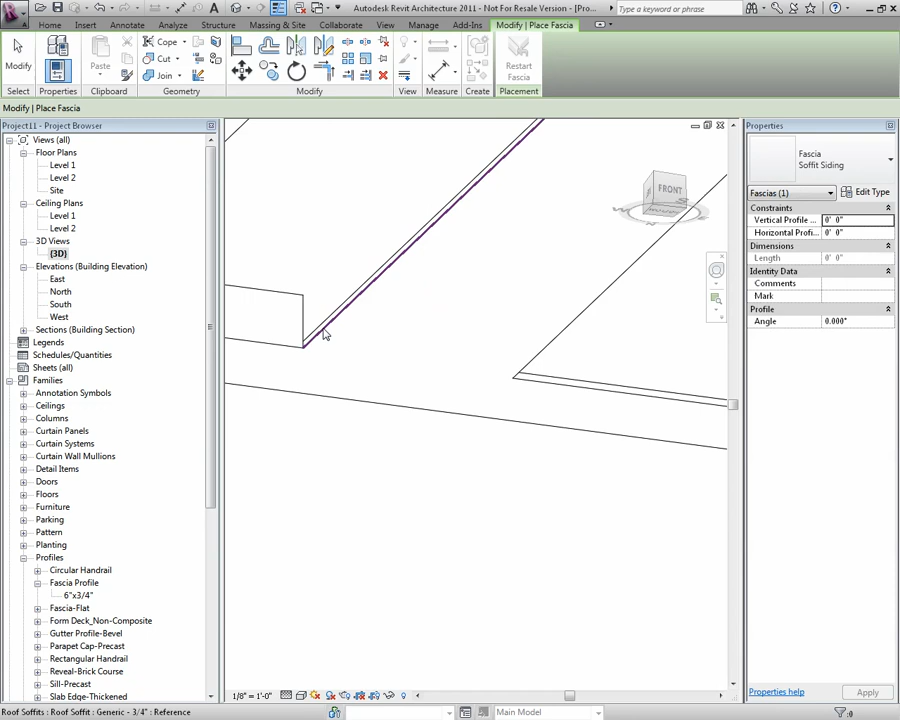 Autodesk Revit Architecture 2011 - Not For Resale Version - [Pro...
Type a keyword or phrase
Home Insert Annotate Analyze Structure Massing & Site Collaborate View Manage Add-Ins Modify | Place Fascia
Modify
Paste
Cope
Cut
Join
Restart Fascia
Select Properties Clipboard Geometry Modify View Measure Create Placement
Modify | Place Fascia
Project11 - Project Browser
Views (all)
Floor Plans
Level 1
Level 2
Site
Ceiling Plans
Level 1
Level 2
3D Views
{3D}
Elevations (Building Elevation)
East
North
South
West
Sections (Building Section)
Legends
Schedules/Quantities
Sheets (all)
Families
Annotation Symbols
Ceilings
Columns
Curtain Panels
Curtain Systems
Curtain Wall Mullions
Detail Items
Doors
Floors
Furniture
Parking
Pattern
Planting
Profiles
Circular Handrail
Fascia Profile
6"x3/4"
Fascia-Flat
Form Deck_Non-Composite
Gutter Profile-Bevel
Parapet Cap-Precast
Rectangular Handrail
Reveal-Brick Course
Sill-Precast
Slab Edge-Thickened
FRONT
Properties
Fascia
Soffit Siding
Fascias (1)
Edit Type
Constraints
Vertical Profile ... 0' 0"
Horizontal Profi... 0' 0"
Dimensions
Length 0' 0"
Identity Data
Comments
Mark
Profile
Angle 0.000°
Properties help
Apply
1/8" = 1'-0"
Roof Soffits : Roof Soffit : Generic - 3/4" : Reference
Main Model
:0